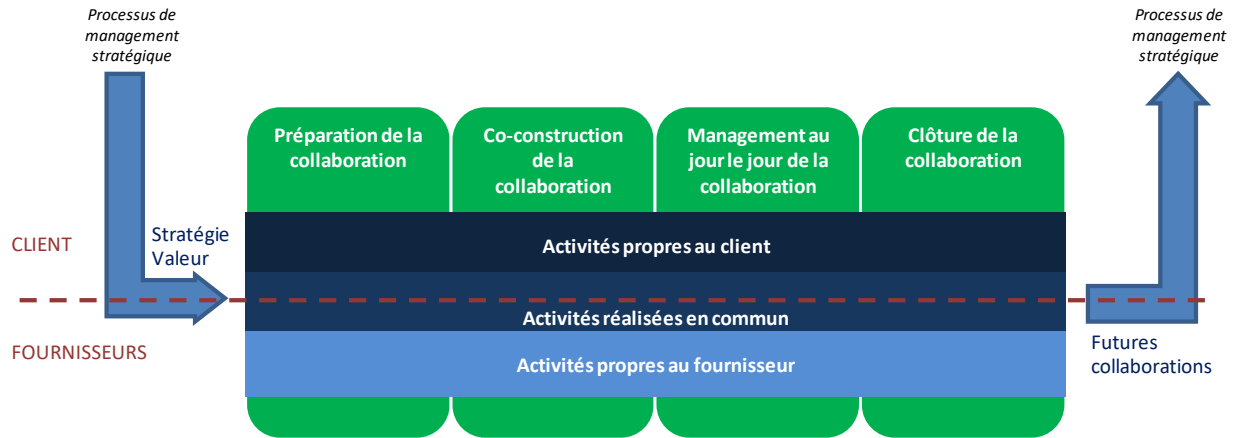 Processus de
management
stratégique
Processus de
management
stratégique
Préparation de la
collaboration
Co-construction
de la
collaboration
Management au
jour le jour de la
collaboration
Clôture de la
collaboration
CLIENT
Stratégie
Valeur
Activités propres au client
Activités réalisées en commun
FOURNISSEURS
Activités propres au fournisseur
Futures
collaborations